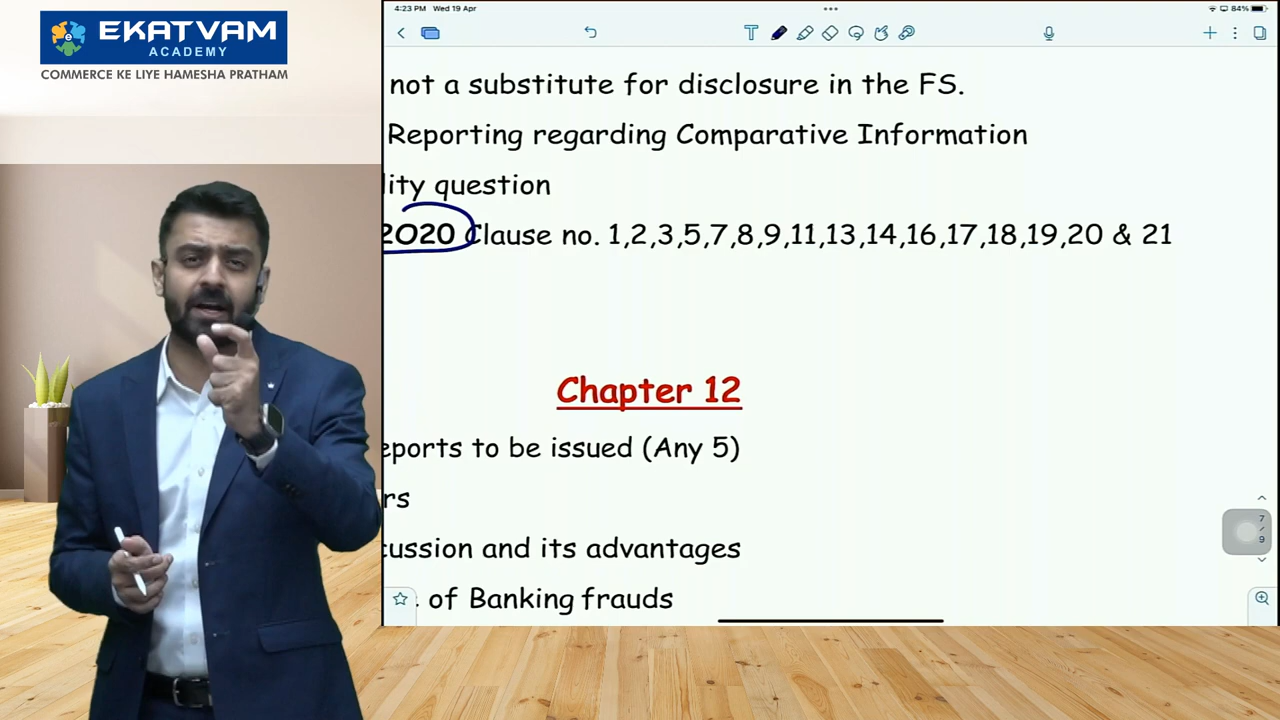 EKATVAM
ACADEMY
COMMERCE KE LIYE HAMESHA PRATHAM
4:23 PM Wed 19 Apr
84%
not a substitute for disclosure in the FS.
Reporting regarding Comparative Information
lity question
2020 Clause no. 1,2,3,5,7,8,9,11,13,14,16,17,18,19,20 & 21
Chapter 12
eports to be issued (Any 5)
rs
cussion and its advantages
of Banking frauds
7/9